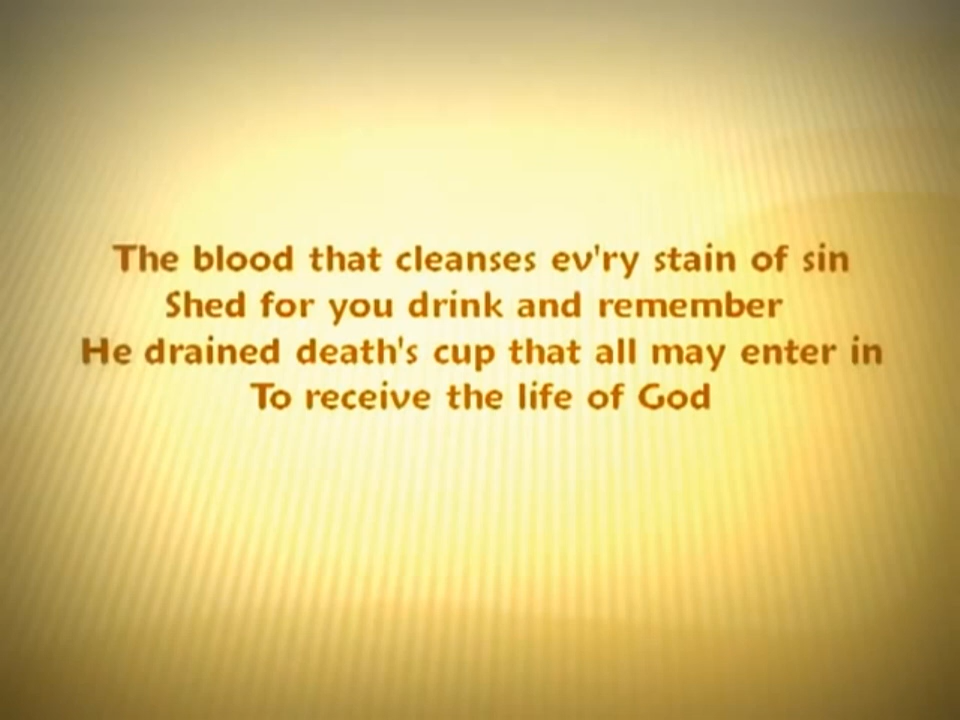 The blood that cleanses ev'ry stain of sin
Shed for you drink and remember
He drained death's cup that all may enter in
To receive the life of God